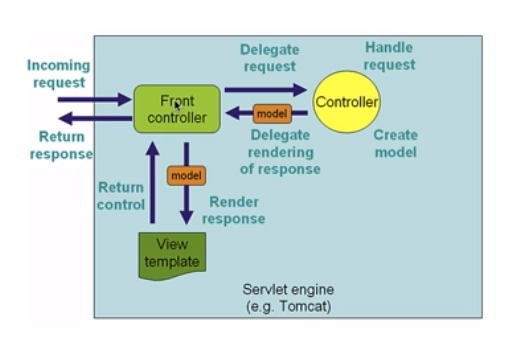 Incoming
request
Return
response
Front
controller
Delegate
request
model
Delegate
rendering
of response
Handle
request
Controller
Create
model
Return
control
model
Render
response
View
template
Servlet engine
(e.g. Tomcat)